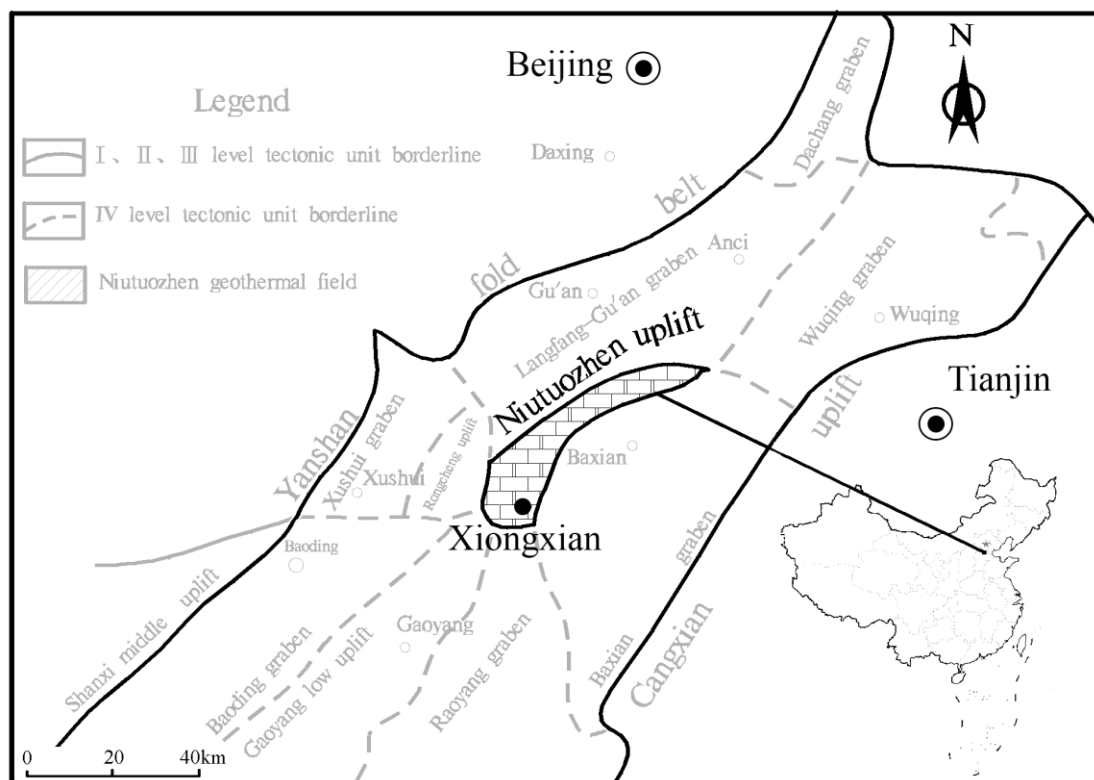 Beijing
N
Legend
I、II、III level tectonic unit borderline
IV level tectonic unit borderline
Niutuozhen geothermal field
Daxing
Dachang graben
Yanshan fold belt
Anci
Gu'an
Langfang-Gu'an graben
Wuqing graben
Wuqing
Niutuozhen uplift
Tianjin
Xushui graben
Xushui
Rongcheng uplift
Baxian
Xiongxian
Baoding
Shanxi middle uplift
Gaoyang
Baoding graben
Gaoyang low uplift
Raoyang graben
Baxian graben
Cangxian uplift
0 20 40km